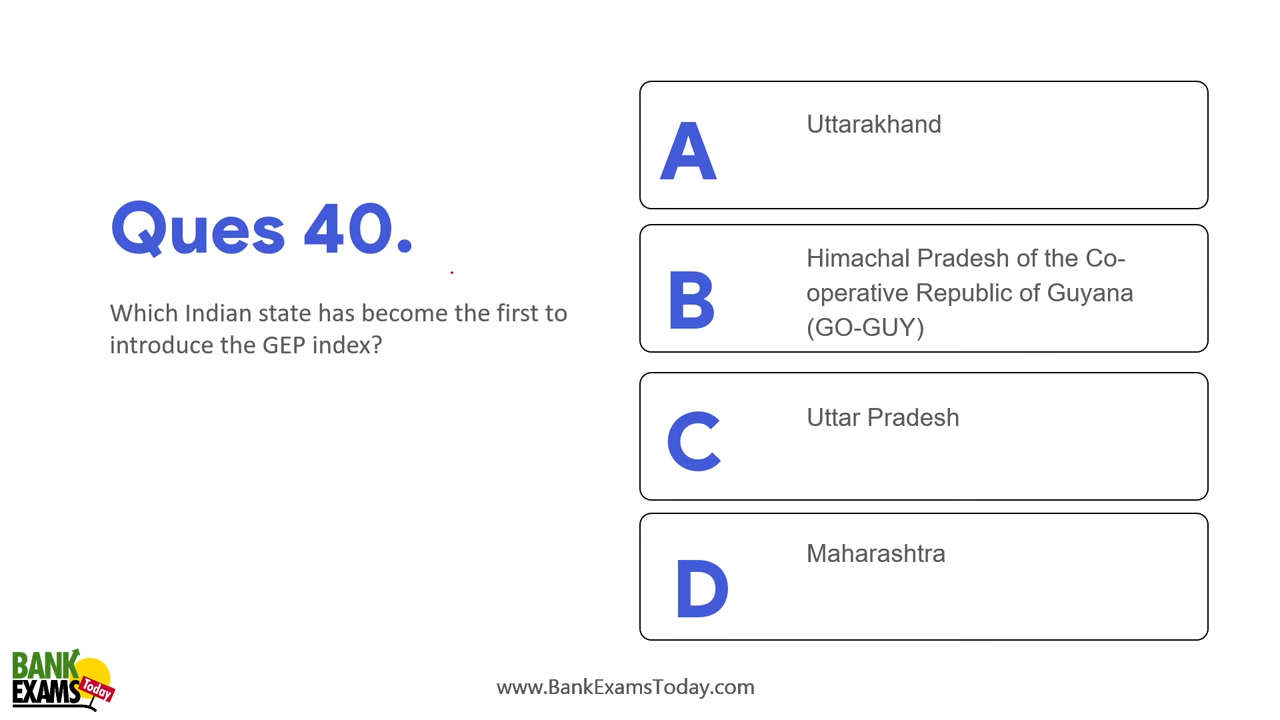 Ques 40.
Which Indian state has become the first to
introduce the GEP index?
A
Uttarakhand
B
Himachal Pradesh of the Co-
operative Republic of Guyana
(GO-GUY)
C
Uttar Pradesh
D
Maharashtra
BANK
EXAMS
Today
www.BankExamsToday.com